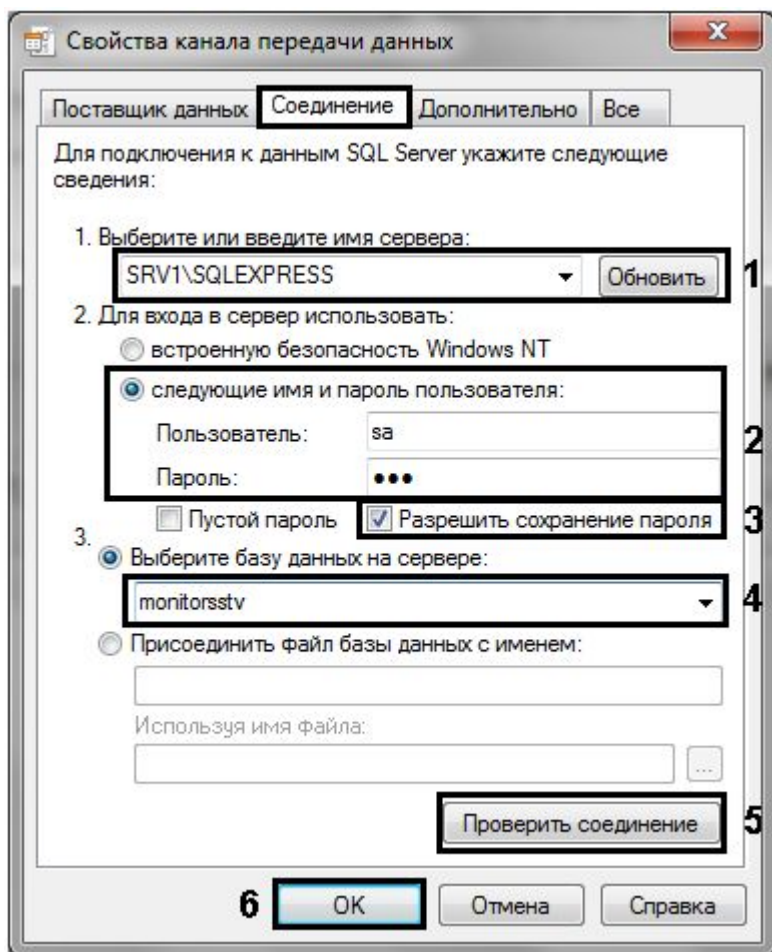 Свойства канала передачи данных
Поставщик данных Соединение Дополнительно Все
Для подключения к данным SQL Server укажите следующие
сведения:
1. Выберите или введите имя сервера:
SRV1\SQLEXPRESS Обновить 1
2. Для входа в сервер использовать:
встроенную безопасность Windows NT
следующие имя и пароль пользователя:
Пользователь: sa
2
Пароль: ●●●
Пустой пароль Разрешить сохранение пароля 3
3.
Выберите базу данных на сервере:
monitorsstv 4
Присоединить файл базы данных с именем:
Используя имя файла:
...
Проверить соединение 5
6 OK Отмена Справка